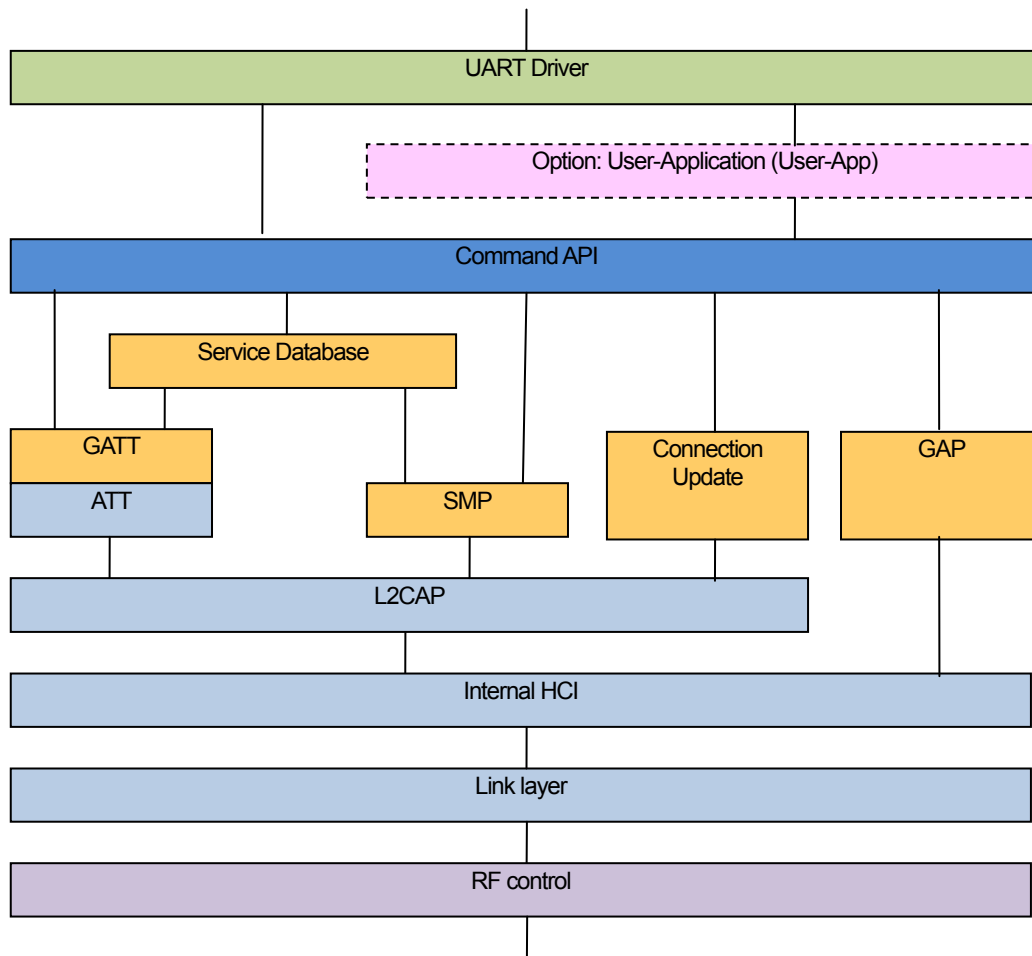 UART Driver
Option: User-Application (User-App)
Command API
Service Database
GATT
Connection
Update
GAP
ATT
SMP
L2CAP
Internal HCI
Link layer
RF control